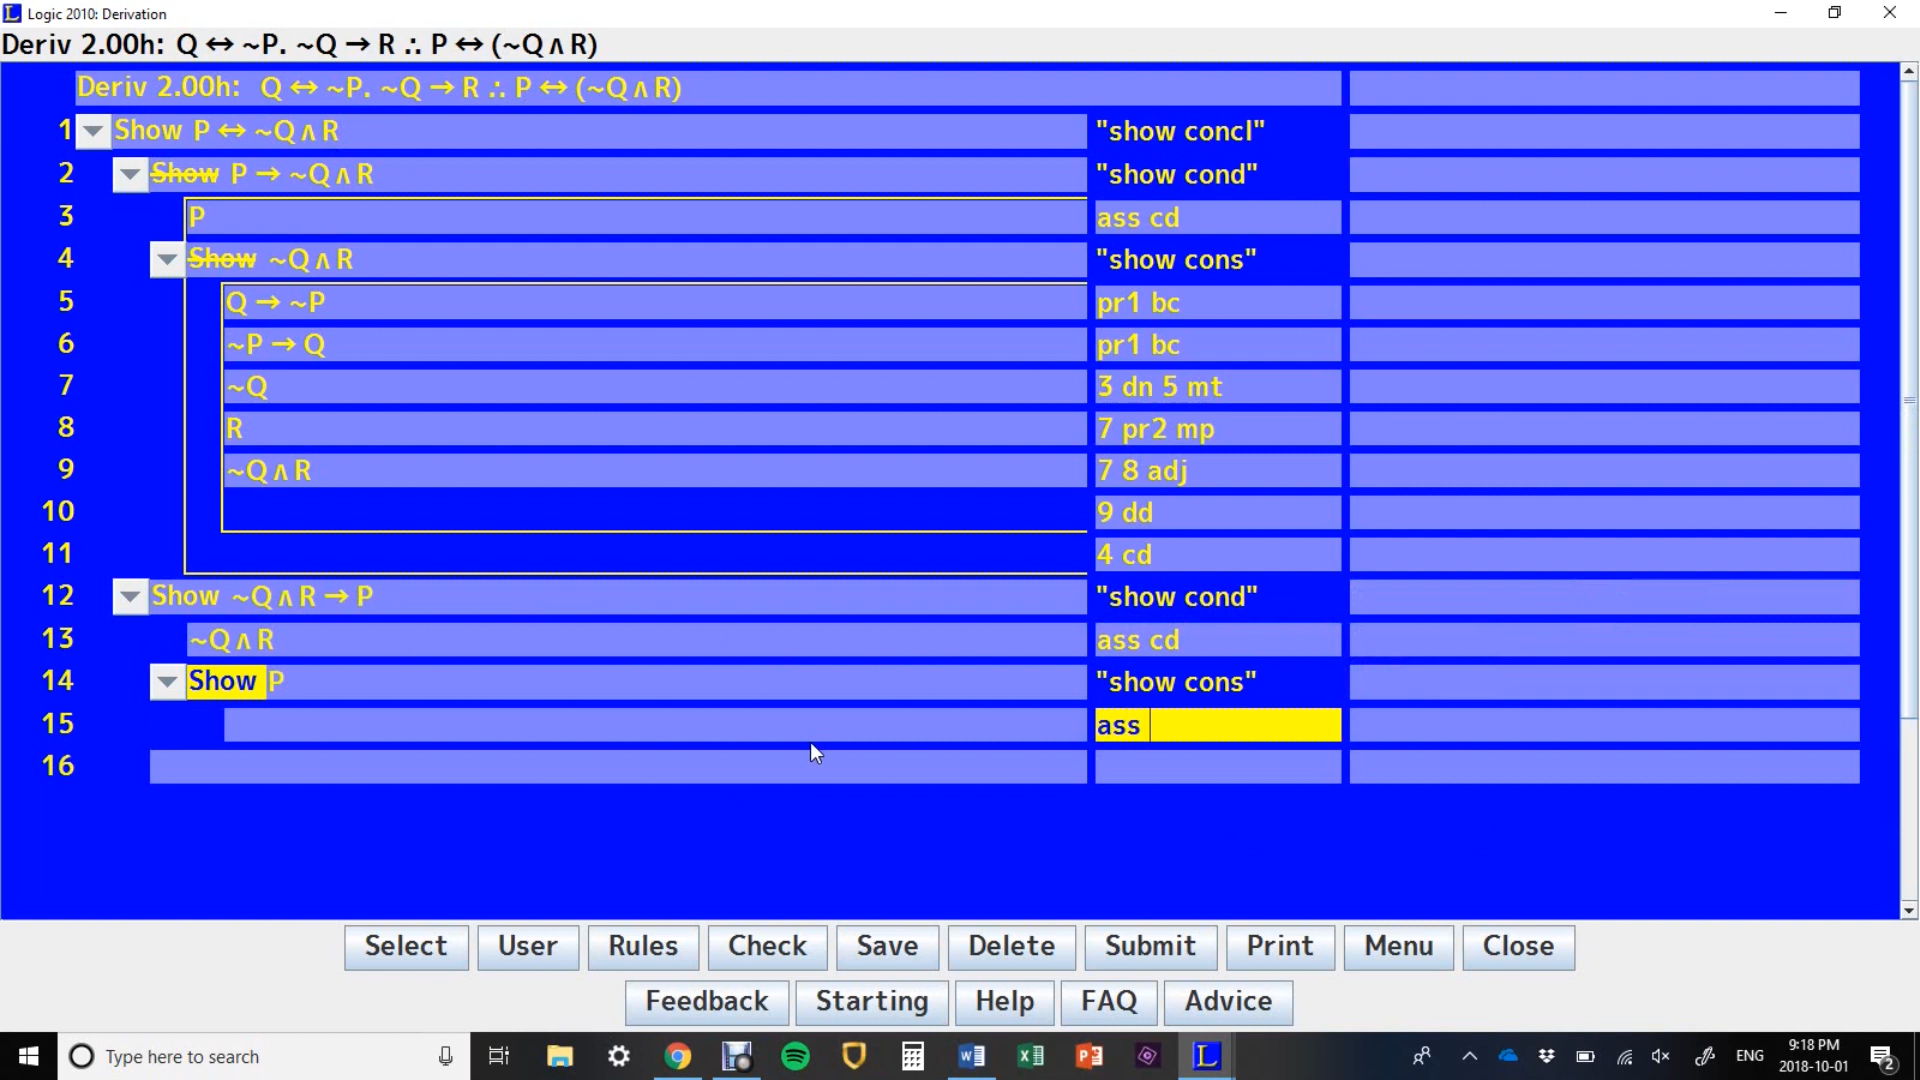 Logic 2010: Derivation
Deriv 2.00h: Q ↔ ~P. ~Q → R ∴ P ↔ (~Q ∧ R)
Deriv 2.00h: Q ↔ ~P. ~Q → R ∴ P ↔ (~Q ∧ R)
1 Show P ↔ ~Q ∧ R "show concl"
2 Show P → ~Q ∧ R "show cond"
3 P ass cd
4 Show ~Q ∧ R "show cons"
5 Q → ~P pr1 bc
6 ~P → Q pr1 bc
7 ~Q 3 dn 5 mt
8 R 7 pr2 mp
9 ~Q ∧ R 7 8 adj
10 9 dd
11 4 cd
12 Show ~Q ∧ R → P "show cond"
13 ~Q ∧ R ass cd
14 Show P "show cons"
15 ass
16
Select User Rules Check Save Delete Submit Print Menu Close
Feedback Starting Help FAQ Advice
Type here to search ENG 9:18 PM
2018-10-01 2